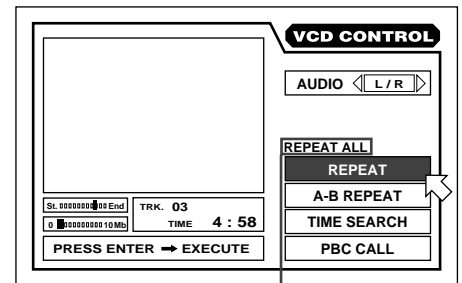 VCD CONTROL
AUDIO L / R
REPEAT ALL
REPEAT
A-B REPEAT
TIME SEARCH
PBC CALL
St. End
0 10Mb
TRK. 03
TIME 4 : 58
PRESS ENTER ➡ EXECUTE